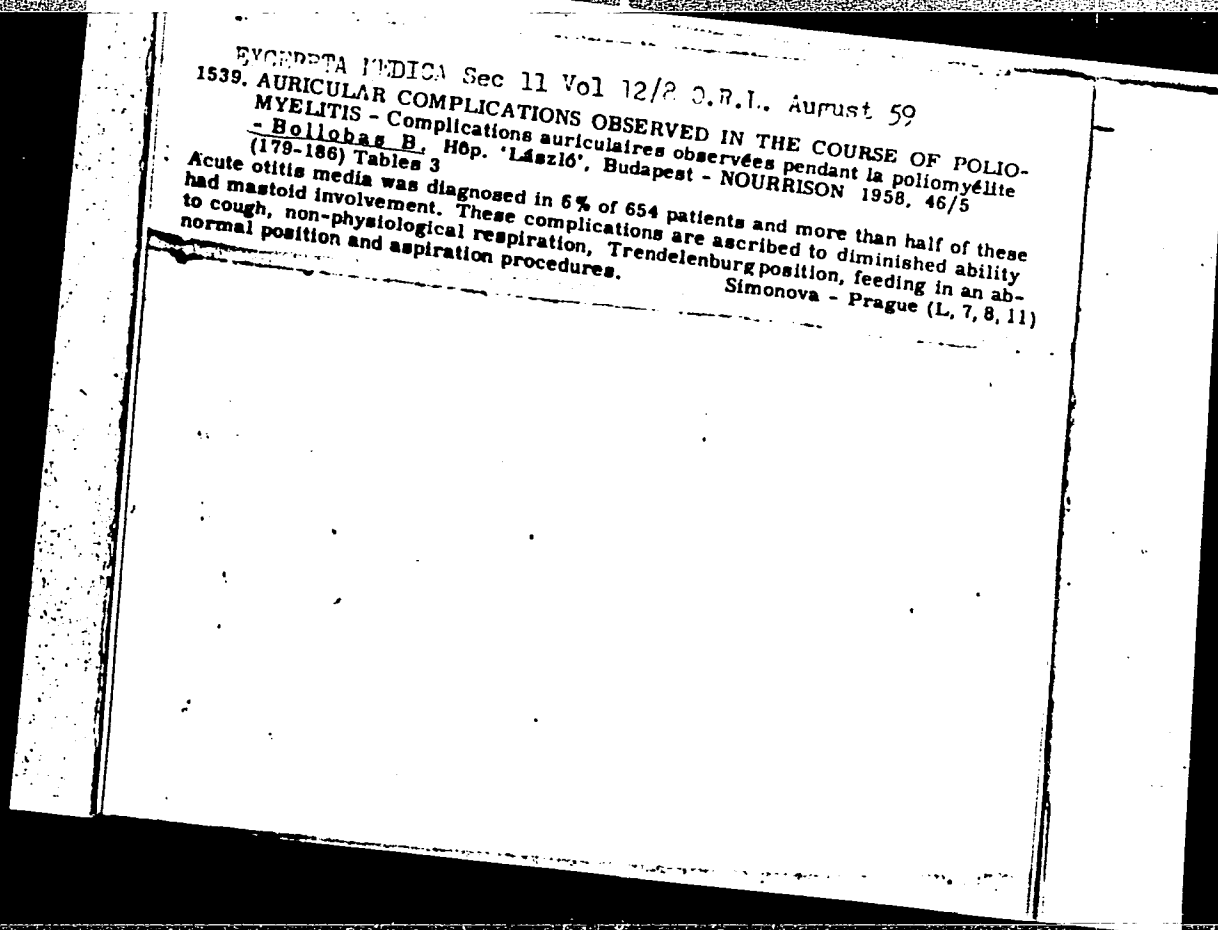 EXCERPTA MEDICA Sec 11 Vol 12/8 O.R.L. August 59
1539. AURICULAR COMPLICATIONS OBSERVED IN THE COURSE OF POLIO-
MYELITIS - Complications auriculaires observées pendant la poliomyélite
- Bollobas B. Hôp. 'László', Budapest - NOURRISON 1958, 46/5
(179-186) Tables 3
Acute otitis media was diagnosed in 6% of 654 patients and more than half of these
had mastoid involvement. These complications are ascribed to diminished ability
to cough, non-physiological respiration, Trendelenburg position, feeding in an ab-
normal position and aspiration procedures.
Simonova - Prague (L, 7, 8, 11)